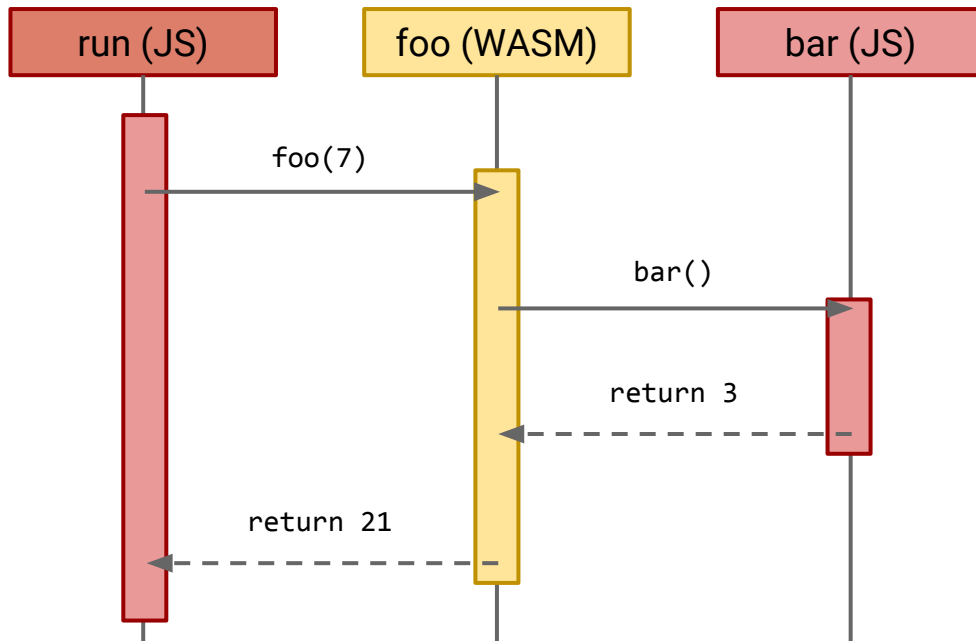 run (JS)
foo (WASM)
bar (JS)
foo(7)
bar()
return 3
return 21